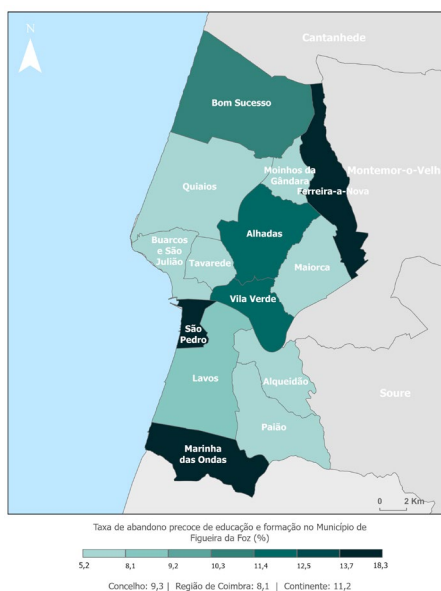 N
Cantanhede
Bom Sucesso
Moinhos da
Gândara
Montemor-o-Velh
Ferreira-a-Nova
Quiaios
Alhadas
Buarcos
e São
Julião
Tavarede
Maiorca
Vila Verde
São
Pedro
Lavos
Alqueidão
Soure
Paião
Marinha
das Ondas
0 2 Km
Taxa de abandono precoce de educação e formação no Município de
Figueira da Foz (%)
5,2 8,1 9,2 10,3 11,4 12,5 13,7 18,3
Concelho: 9,3 | Região de Coimbra: 8,1 | Continente: 11,2